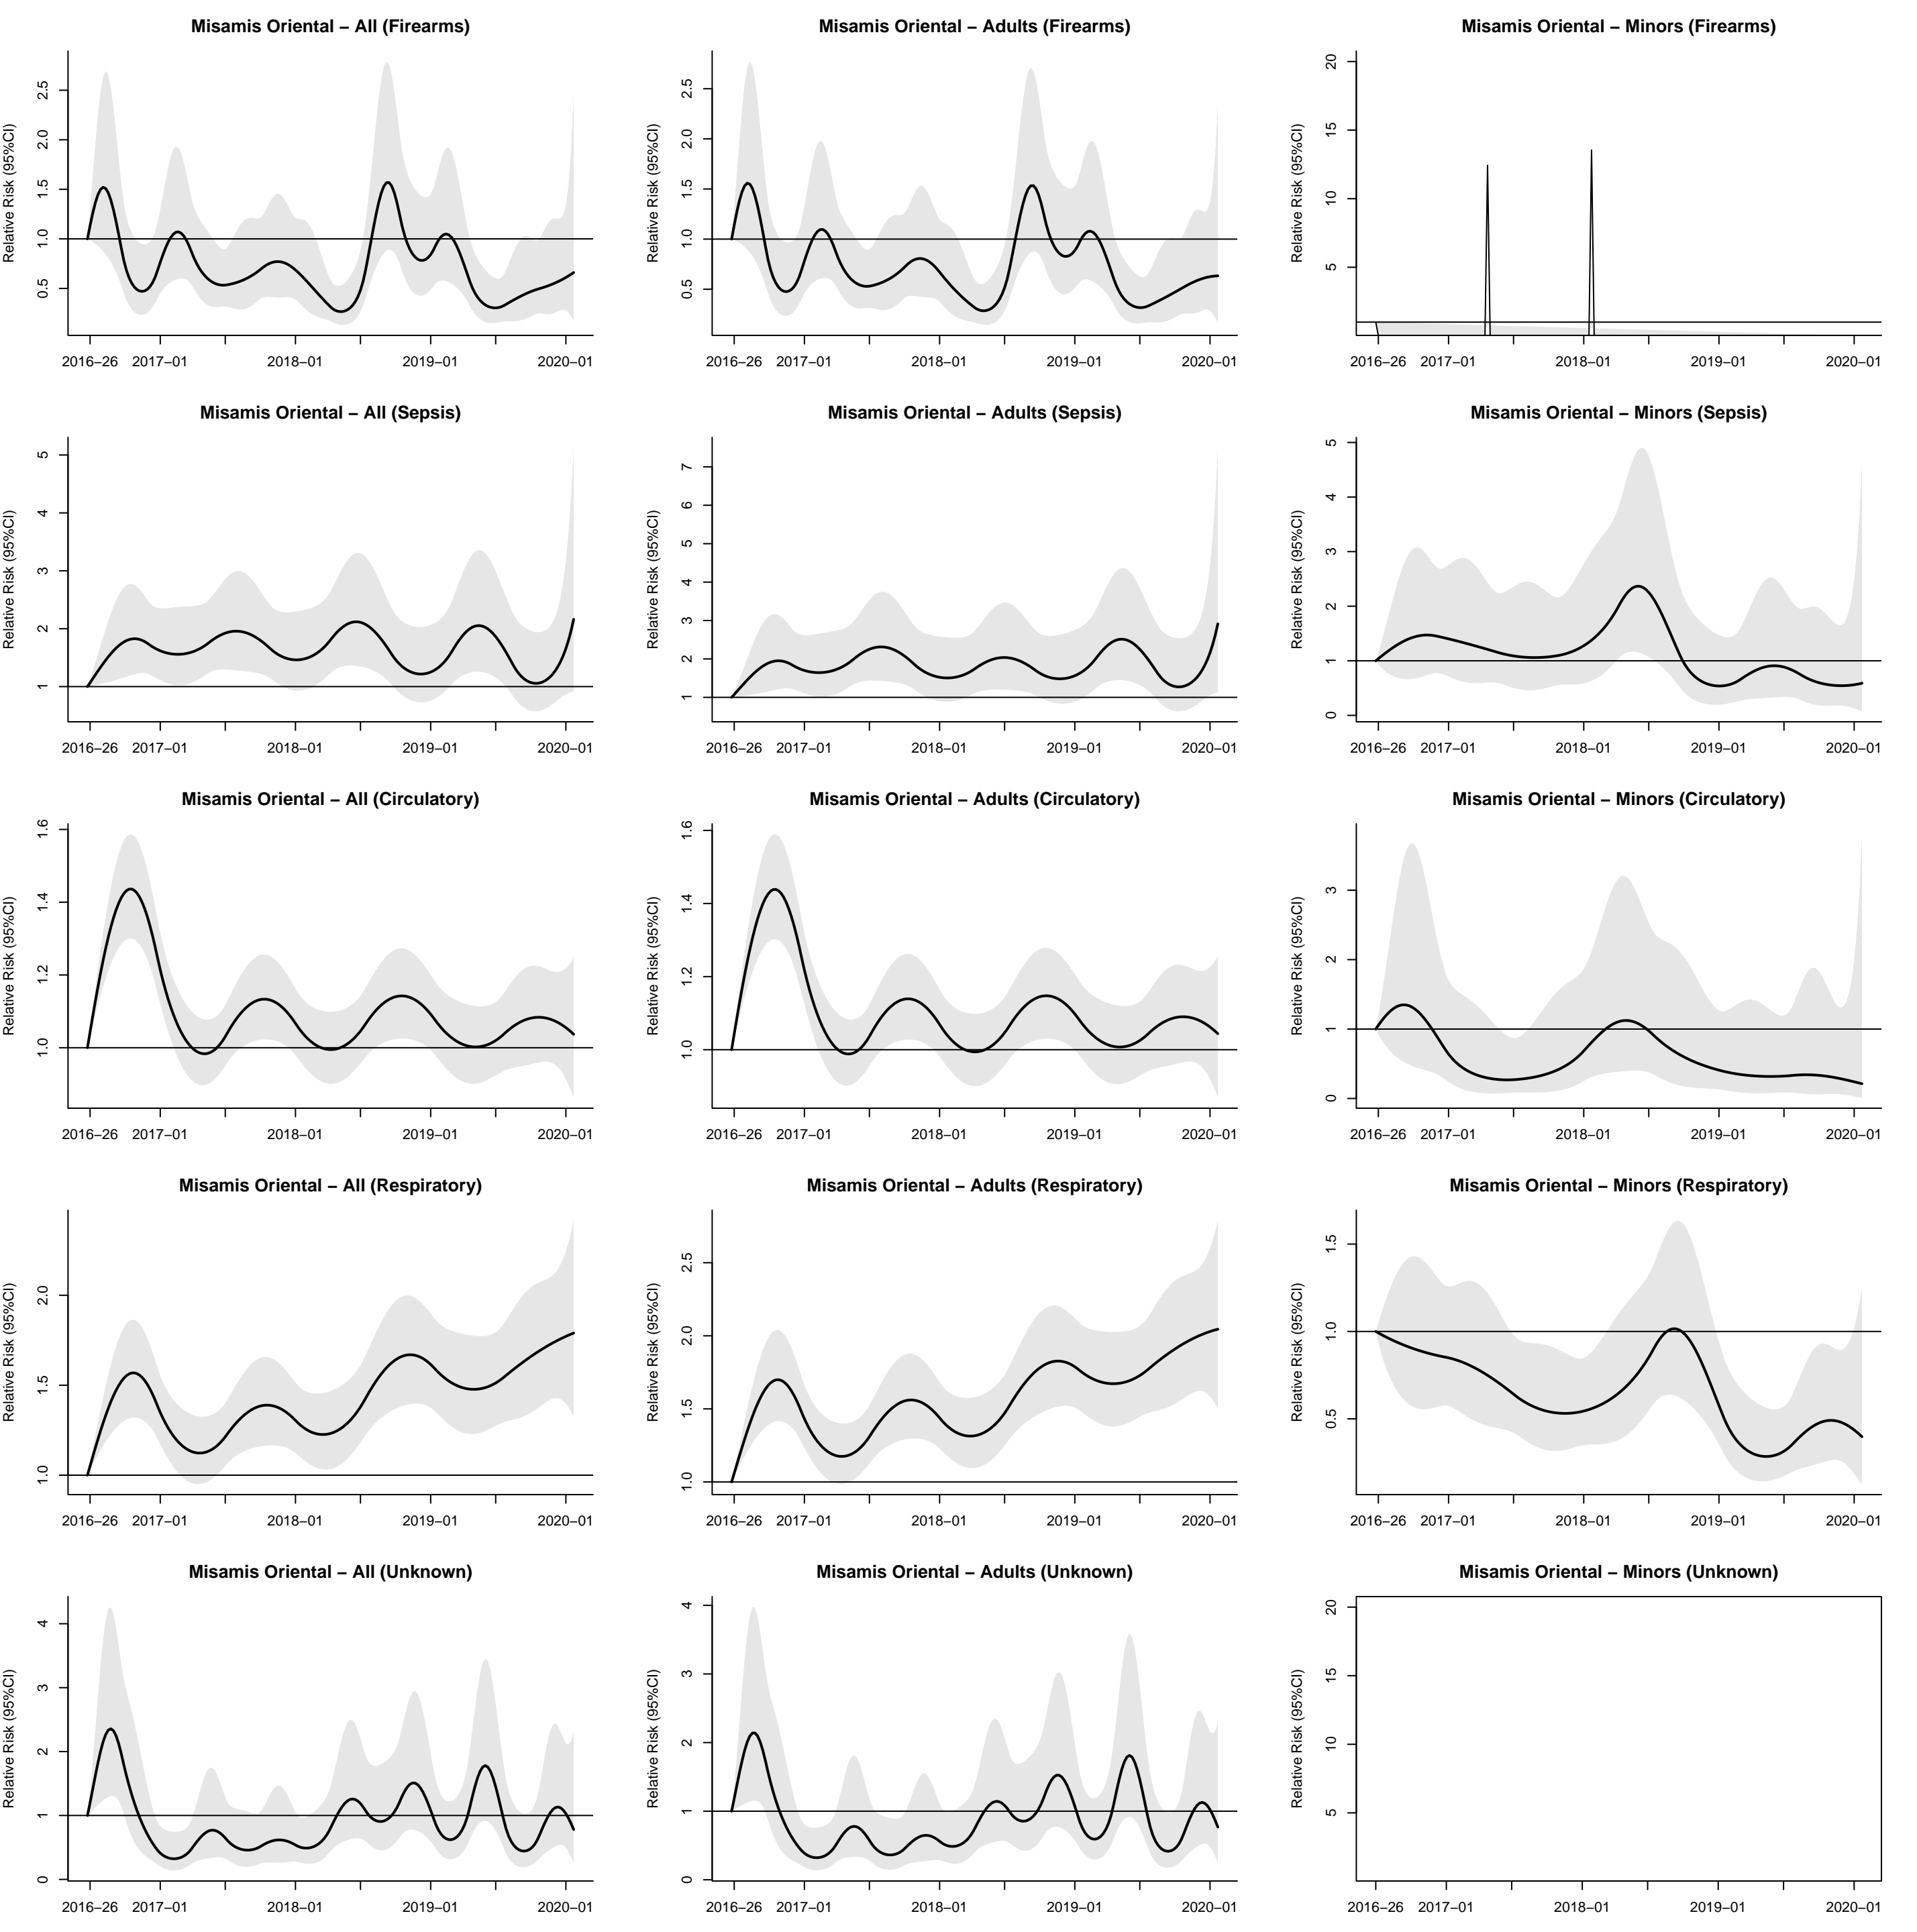 Misamis Oriental – All (Firearms)
Relative Risk (95%CI)
2.5
2.0
1.5
1.0
0.5
2016–26 2017–01 2018–01 2019–01 2020–01
Misamis Oriental – Adults (Firearms)
Relative Risk (95%CI)
2.5
2.0
1.5
1.0
0.5
2016–26 2017–01 2018–01 2019–01 2020–01
Misamis Oriental – Minors (Firearms)
Relative Risk (95%CI)
20
15
10
5
2016–26 2017–01 2018–01 2019–01 2020–01
Misamis Oriental – All (Sepsis)
Relative Risk (95%CI)
5
4
3
2
1
2016–26 2017–01 2018–01 2019–01 2020–01
Misamis Oriental – Adults (Sepsis)
Relative Risk (95%CI)
7
6
5
4
3
2
1
2016–26 2017–01 2018–01 2019–01 2020–01
Misamis Oriental – Minors (Sepsis)
Relative Risk (95%CI)
5
4
3
2
1
0
2016–26 2017–01 2018–01 2019–01 2020–01
Misamis Oriental – All (Circulatory)
Relative Risk (95%CI)
1.6
1.4
1.2
1.0
2016–26 2017–01 2018–01 2019–01 2020–01
Misamis Oriental – Adults (Circulatory)
Relative Risk (95%CI)
1.6
1.4
1.2
1.0
2016–26 2017–01 2018–01 2019–01 2020–01
Misamis Oriental – Minors (Circulatory)
Relative Risk (95%CI)
3
2
1
0
2016–26 2017–01 2018–01 2019–01 2020–01
Misamis Oriental – All (Respiratory)
Relative Risk (95%CI)
2.0
1.5
1.0
2016–26 2017–01 2018–01 2019–01 2020–01
Misamis Oriental – Adults (Respiratory)
Relative Risk (95%CI)
2.5
2.0
1.5
1.0
2016–26 2017–01 2018–01 2019–01 2020–01
Misamis Oriental – Minors (Respiratory)
Relative Risk (95%CI)
1.5
1.0
0.5
2016–26 2017–01 2018–01 2019–01 2020–01
Misamis Oriental – All (Unknown)
Relative Risk (95%CI)
4
3
2
1
0
2016–26 2017–01 2018–01 2019–01 2020–01
Misamis Oriental – Adults (Unknown)
Relative Risk (95%CI)
4
3
2
1
0
2016–26 2017–01 2018–01 2019–01 2020–01
Misamis Oriental – Minors (Unknown)
Relative Risk (95%CI)
20
15
10
5
2016–26 2017–01 2018–01 2019–01 2020–01